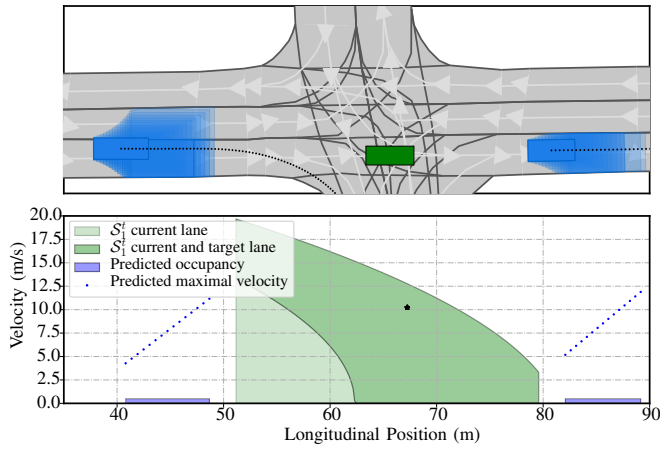 20.0
17.5
15.0
12.5
10.0
7.5
5.0
2.5
0.0
Velocity (m/s)
𝒮₁ᵗ current lane
𝒮₁ᵗ current and target lane
Predicted occupancy
Predicted maximal velocity
40 50 60 70 80 90
Longitudinal Position (m)